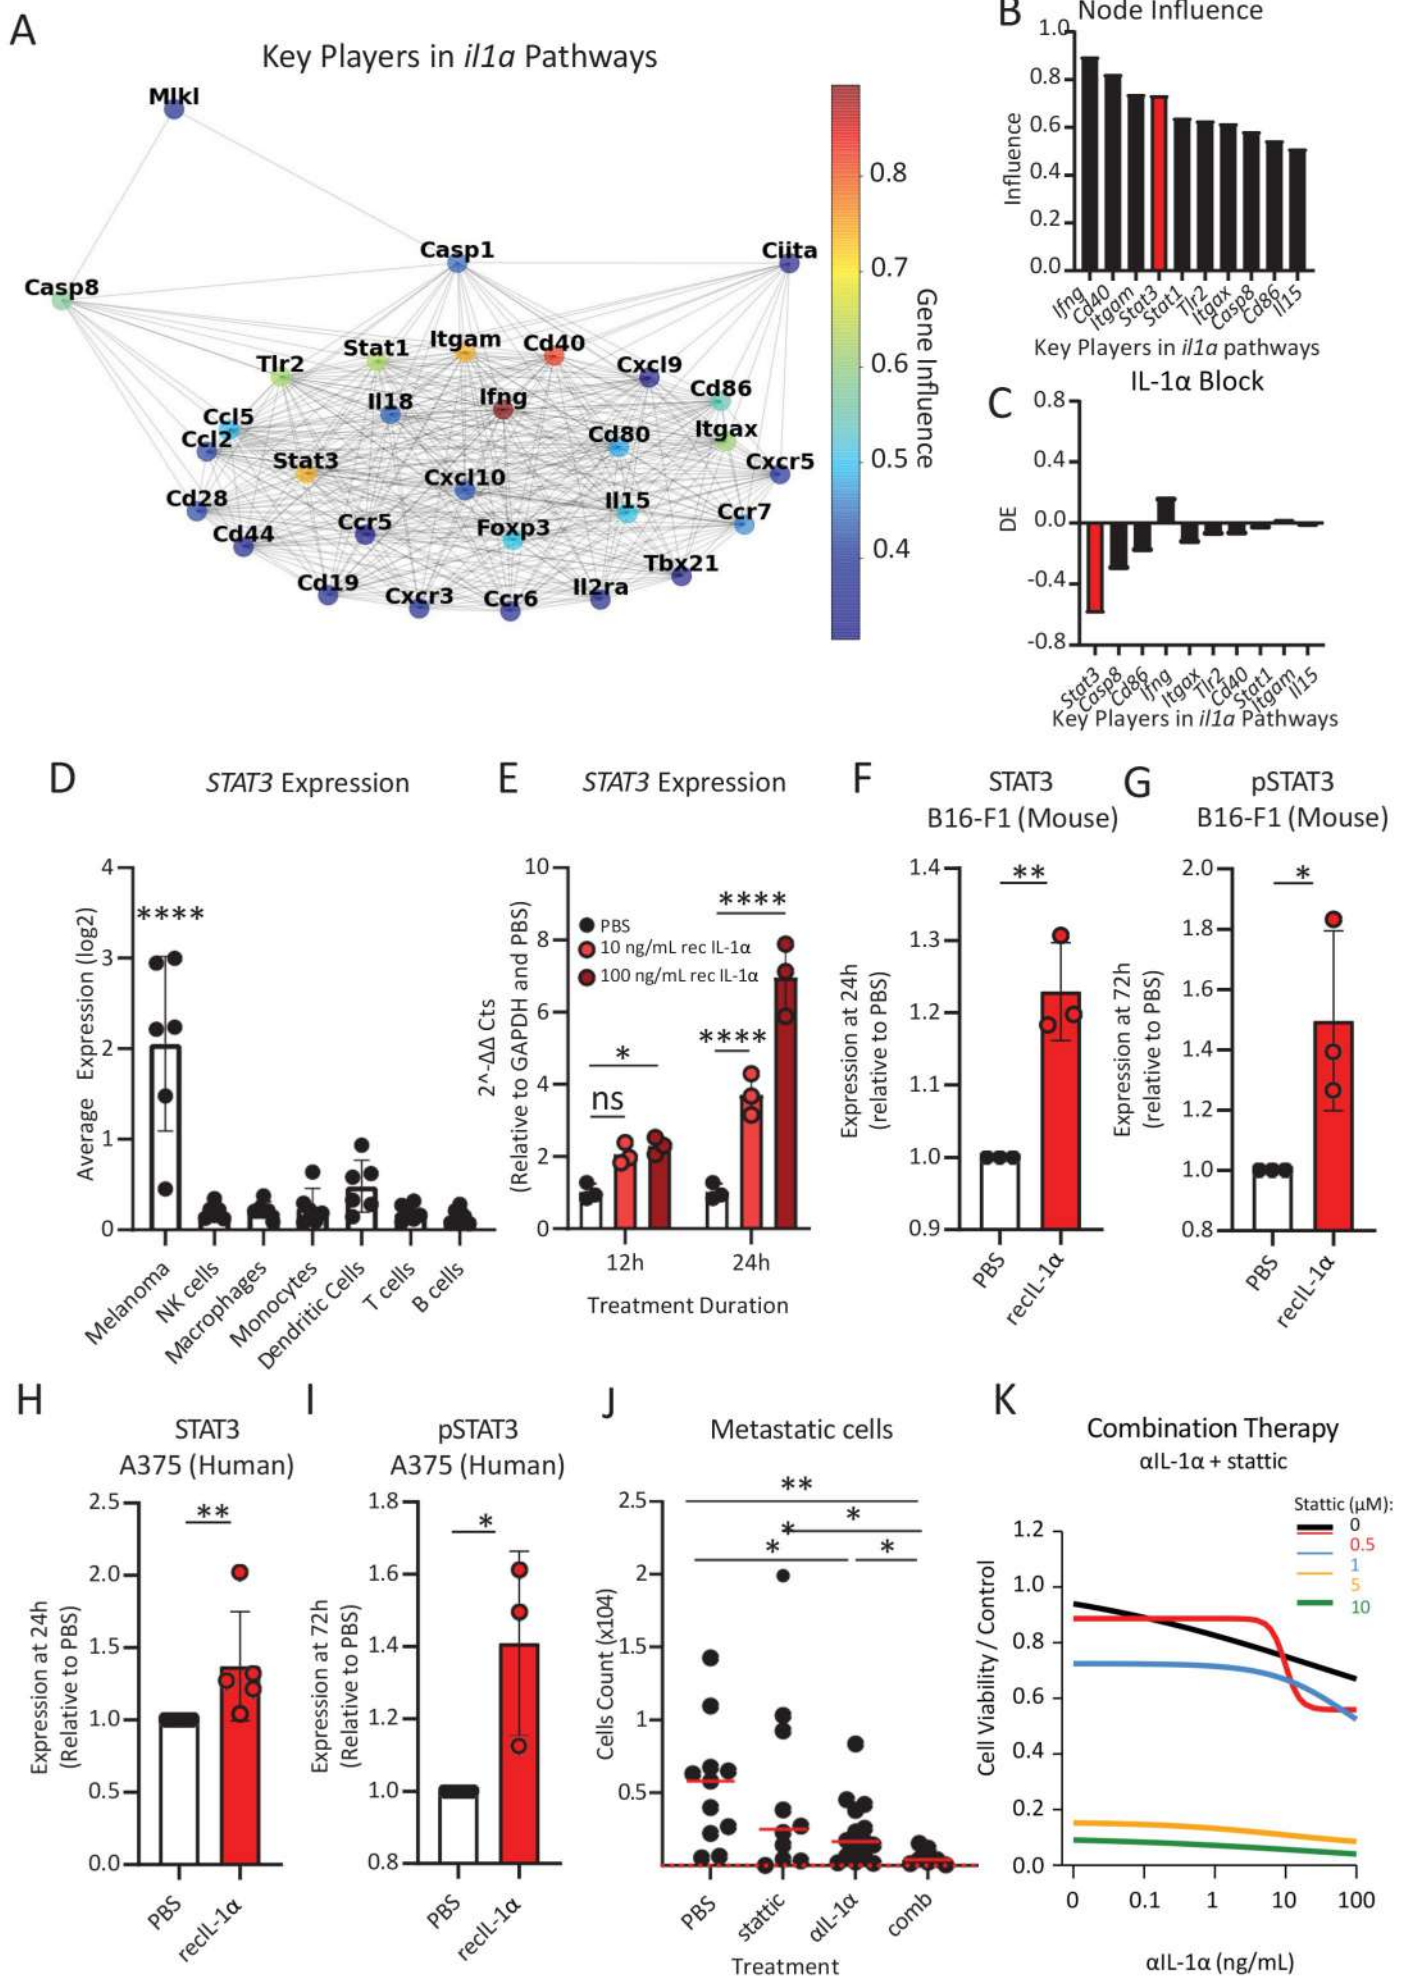 A
Key Players in il1a Pathways
Mlkl
Casp1
Ciita
Casp8
Itgam
Cd40
Stat1
Tlr2
Cxcl9
Cd86
Il18
Ifng
Ccl5
Ccl2
Cd80
Itgax
Stat3
Cxcl10
Cxcr5
Cd28
Il15
Ccr7
Cd44
Ccr5
Foxp3
Tbx21
Cd19
Cxcr3
Ccr6
Il2ra
0.8
0.7
0.6
0.5
0.4
Gene Influence
B
Node Influence
1.0
0.8
0.6
0.4
0.2
0.0
Influence
Ifng
Cd40
Itgam
Stat3
Stat1
Tlr2
Itgax
Casp8
Cd86
Il15
Key Players in il1a pathways
C
IL-1α Block
0.8
0.4
0.0
-0.4
-0.8
DE
Stat3
Casp8
Cd86
Ifng
Itgax
Tlr2
Cd40
Stat1
Itgam
Il15
Key Players in il1a Pathways
D
STAT3 Expression
Average Expression (log2)
4
3
2
1
0
****
Melanoma
NK cells
Macrophages
Monocytes
Dendritic Cells
T cells
B cells
E
STAT3 Expression
2^-ΔΔ Cts
(Relative to GAPDH and PBS)
10
8
6
4
2
0
PBS
10 ng/mL rec IL-1α
100 ng/mL rec IL-1α
ns
*
****
****
12h
24h
Treatment Duration
F
STAT3
B16-F1 (Mouse)
Expression at 24h
(relative to PBS)
1.4
1.3
1.2
1.1
1.0
0.9
**
PBS
recIL-1α
G
pSTAT3
B16-F1 (Mouse)
Expression at 72h
(relative to PBS)
2.0
1.8
1.6
1.4
1.2
1.0
0.8
*
PBS
recIL-1α
H
STAT3
A375 (Human)
Expression at 24h
(Relative to PBS)
2.5
2.0
1.5
1.0
0.5
0.0
**
PBS
recIL-1α
I
pSTAT3
A375 (Human)
Expression at 72h
(Relative to PBS)
1.8
1.6
1.4
1.2
1.0
0.8
*
PBS
recIL-1α
J
Metastatic cells
Cells Count (x104)
2.5
2
1.5
1
0.5
**
*
*
*
*
PBS
stattic
αIL-1α
comb
Treatment
K
Combination Therapy
αIL-1α + stattic
Stattic (μM):
0
0.5
1
5
10
Cell Viability / Control
1.2
1.0
0.8
0.6
0.4
0.2
0.0
0
0.1
1
10
100
αIL-1α (ng/mL)